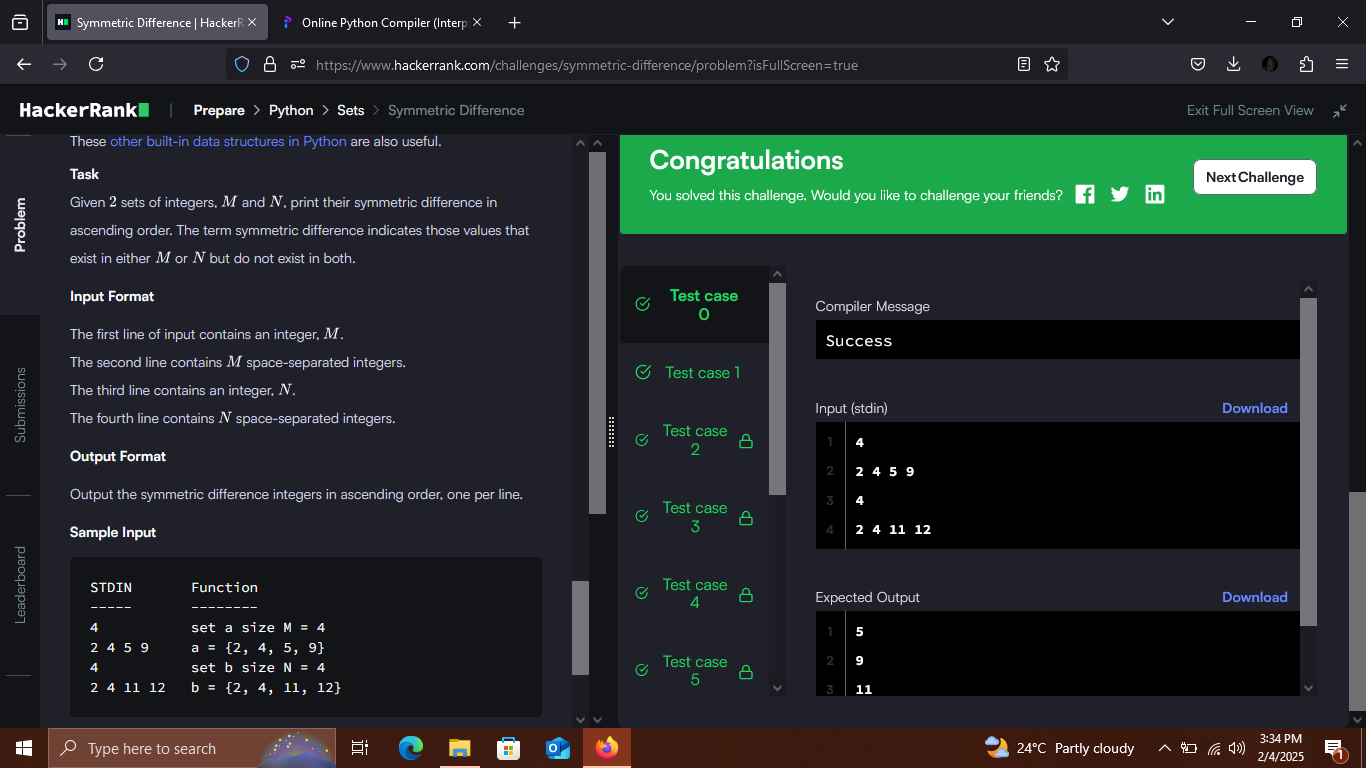 Symmetric Difference | HackerR
Online Python Compiler (Interp
https://www.hackerrank.com/challenges/symmetric-difference/problem?isFullScreen=true
HackerRank
Prepare > Python > Sets > Symmetric Difference
Exit Full Screen View
Problem
Submissions
Leaderboard
These other built-in data structures in Python are also useful.
Task
Given 2 sets of integers, M and N, print their symmetric difference in
ascending order. The term symmetric difference indicates those values that
exist in either M or N but do not exist in both.
Input Format
The first line of input contains an integer, M.
The second line contains M space-separated integers.
The third line contains an integer, N.
The fourth line contains N space-separated integers.
Output Format
Output the symmetric difference integers in ascending order, one per line.
Sample Input
STDIN Function
----- --------
4 set a size M = 4
2 4 5 9 a = {2, 4, 5, 9}
4 set b size N = 4
2 4 11 12 b = {2, 4, 11, 12}
Congratulations
You solved this challenge. Would you like to challenge your friends?
Next Challenge
Test case
0
Test case 1
Test case
2
Test case
3
Test case
4
Test case
5
Compiler Message
Success
Input (stdin)
Download
1 4
2 2 4 5 9
3 4
4 2 4 11 12
Expected Output
Download
1 5
2 9
3 11
Type here to search
24°C Partly cloudy
3:34 PM
2/4/2025
1